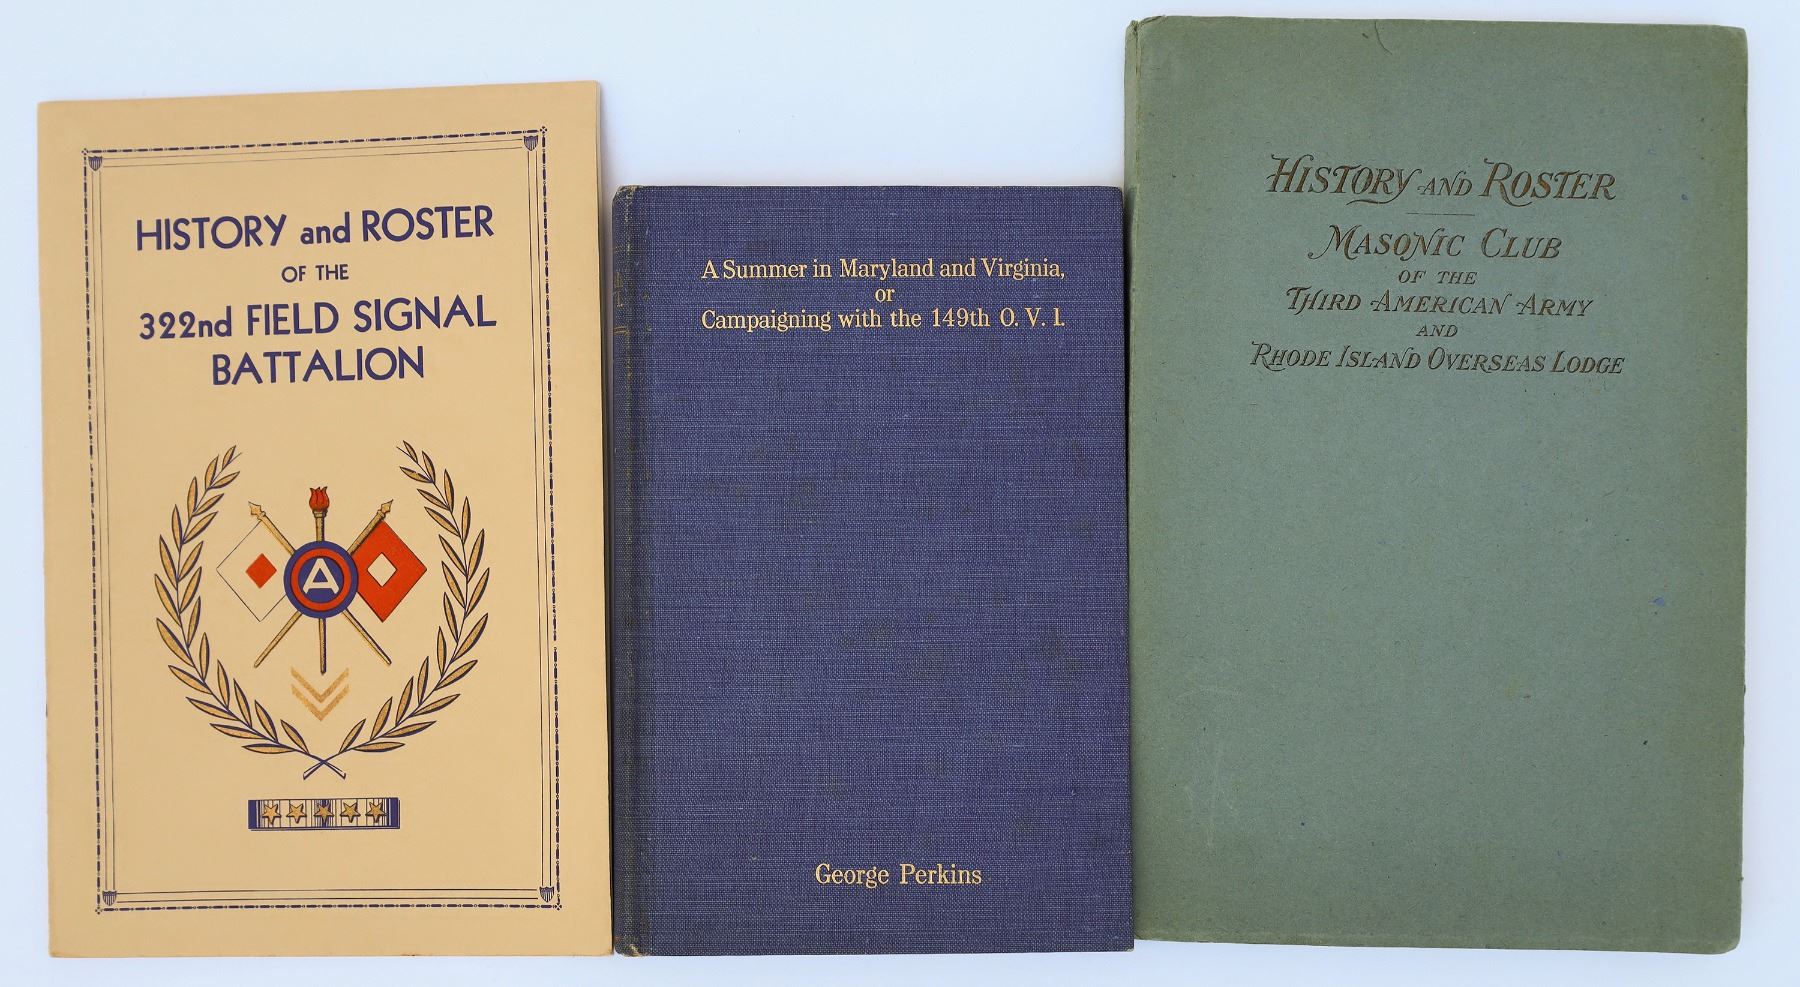 HISTORY and ROSTER
OF THE
322nd FIELD SIGNAL
BATTALION
A
A Summer in Maryland and Virginia,
or
Campaigning with the 149th O. V. I.
George Perkins
HISTORY AND ROSTER
MASONIC CLUB
OF THE
THIRD AMERICAN ARMY
AND
RHODE ISLAND OVERSEAS LODGE